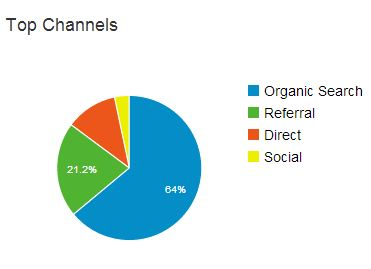 Top Channels
Organic Search
Referral
Direct
Social
21.2%
64%